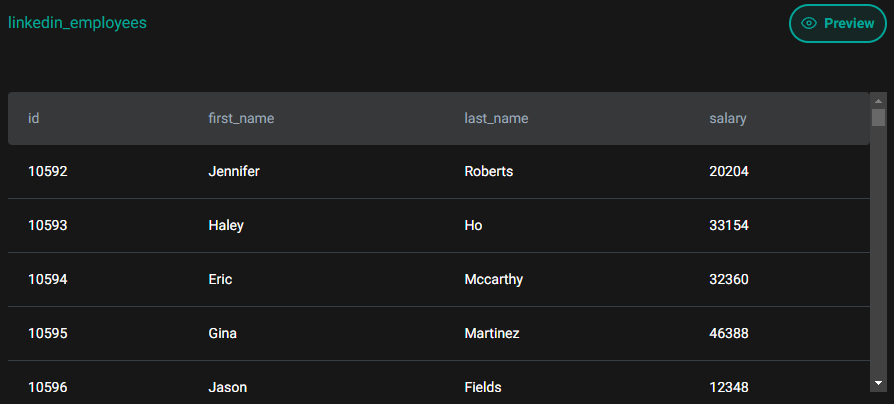 linkedin_employees
Preview
id first_name last_name salary
10592 Jennifer Roberts 20204
10593 Haley Ho 33154
10594 Eric Mccarthy 32360
10595 Gina Martinez 46388
10596 Jason Fields 12348